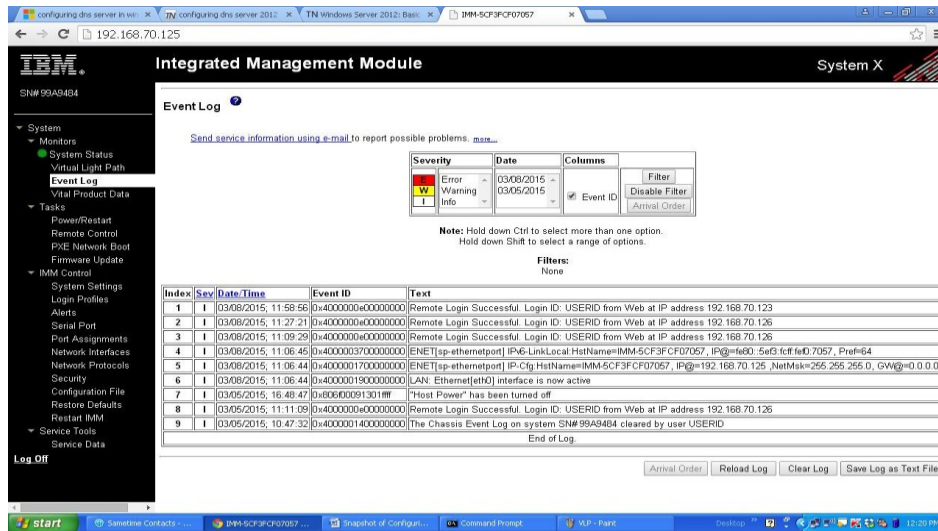 configuring dns server in win
configuring dns server 2012
TN Windows Server 2012: Basic
IMM-5CF3FCF07057
192.168.70.125
IBM.
Integrated Management Module
System X
SN# 99A9484
System
Monitors
System Status
Virtual Light Path
Event Log
Vital Product Data
Tasks
Power/Restart
Remote Control
PXE Network Boot
Firmware Update
IMM Control
System Settings
Login Profiles
Alerts
Serial Port
Port Assignments
Network Interfaces
Network Protocols
Security
Configuration File
Restore Defaults
Restart IMM
Service Tools
Service Data
Log Off
Event Log ?
Send service information using e-mail to report possible problems. more...
Severity Date Columns
E Error 03/08/2015 Event ID Filter
W Warning 03/05/2015 Disable Filter
I Info Arrival Order
Note: Hold down Ctrl to select more than one option.
Hold down Shift to select a range of options.
Filters:
None
Index Sev Date/Time Event ID Text
1 I 03/08/2015; 11:58:56 0x4000000e00000000 Remote Login Successful. Login ID: USERID from Web at IP address 192.168.70.123
2 I 03/08/2015; 11:27:21 0x4000000e00000000 Remote Login Successful. Login ID: USERID from Web at IP address 192.168.70.126
3 I 03/08/2015; 11:09:29 0x4000000e00000000 Remote Login Successful. Login ID: USERID from Web at IP address 192.168.70.126
4 I 03/08/2015; 11:06:45 0x4000003700000000 ENET[sp-ethernetport] IPv6-LinkLocal:HstName=IMM-5CF3FCF07057, IP@=fe80::5ef3:fcff:fef0:7057, Pref=64
5 I 03/08/2015; 11:06:44 0x4000001700000000 ENET[sp-ethernetport] IP-Cfg:HstName=IMM-5CF3FCF07057, IP@=192.168.70.125 ,NetMsk=255.255.255.0, GW@=0.0.0.0
6 I 03/08/2015; 11:06:44 0x4000001900000000 LAN: Ethernet[eth0] interface is now active
7 I 03/05/2015; 16:48:47 0x806f00091301ffff "Host Power" has been turned off
8 I 03/05/2015; 11:11:09 0x4000000e00000000 Remote Login Successful. Login ID: USERID from Web at IP address 192.168.70.126
9 I 03/05/2015; 10:47:32 0x4000001400000000 The Chassis Event Log on system SN# 99A9484 cleared by user USERID
End of Log.
Arrival Order Reload Log Clear Log Save Log as Text File
start Sametime Contacts - ... IMM-5CF3FCF07057 ... Snapshot of Configuri... Command Prompt VLP - Paint Desktop 12:20 PM